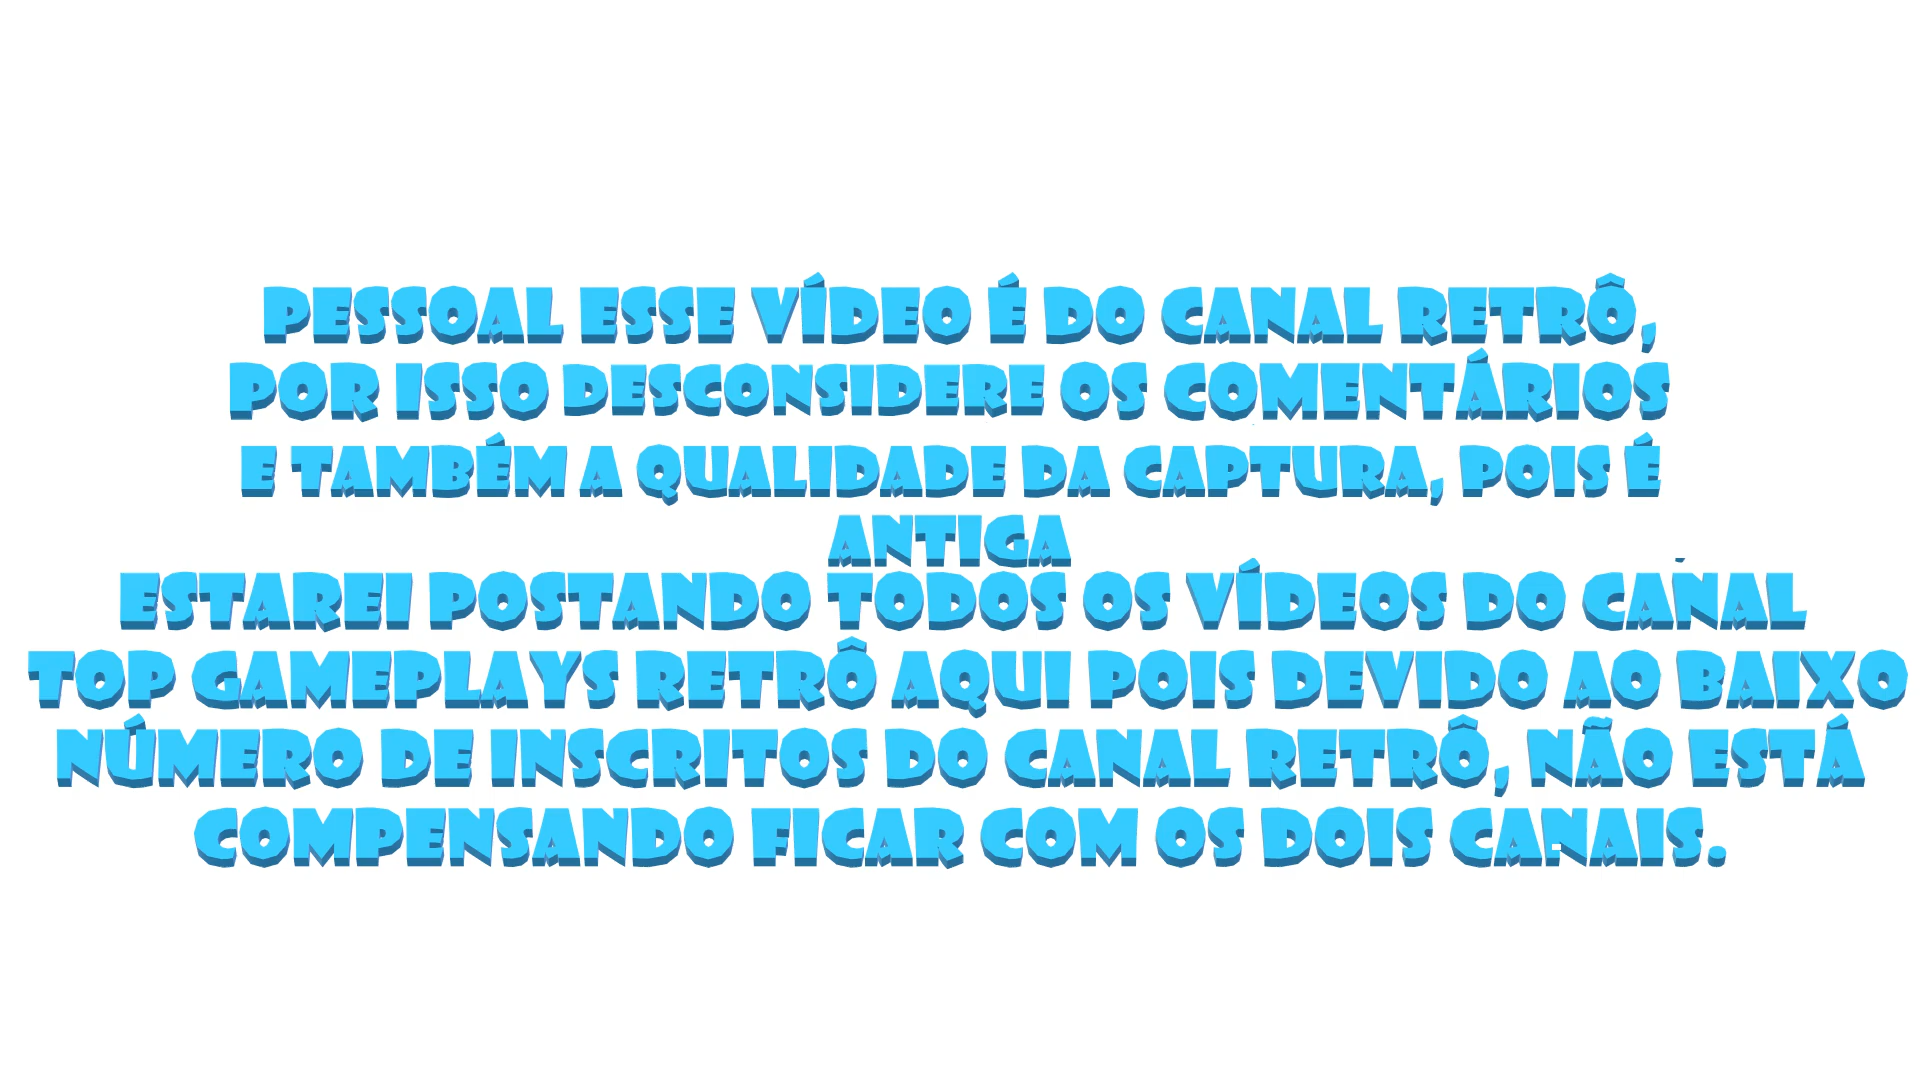 PESSOAL ESSE VÍDEO É DO CANAL RETRÔ,
POR ISSO DESCONSIDERE OS COMENTÁRIOS
E TAMBÉM A QUALIDADE DA CAPTURA, POIS É
ANTIGA
ESTAREI POSTANDO TODOS OS VÍDEOS DO CANAL
TOP GAMEPLAYS RETRÔ AQUI POIS DEVIDO AO BAIXO
NÚMERO DE INSCRITOS DO CANAL RETRÔ, NÃO ESTÁ
COMPENSANDO FICAR COM OS DOIS CANAIS.